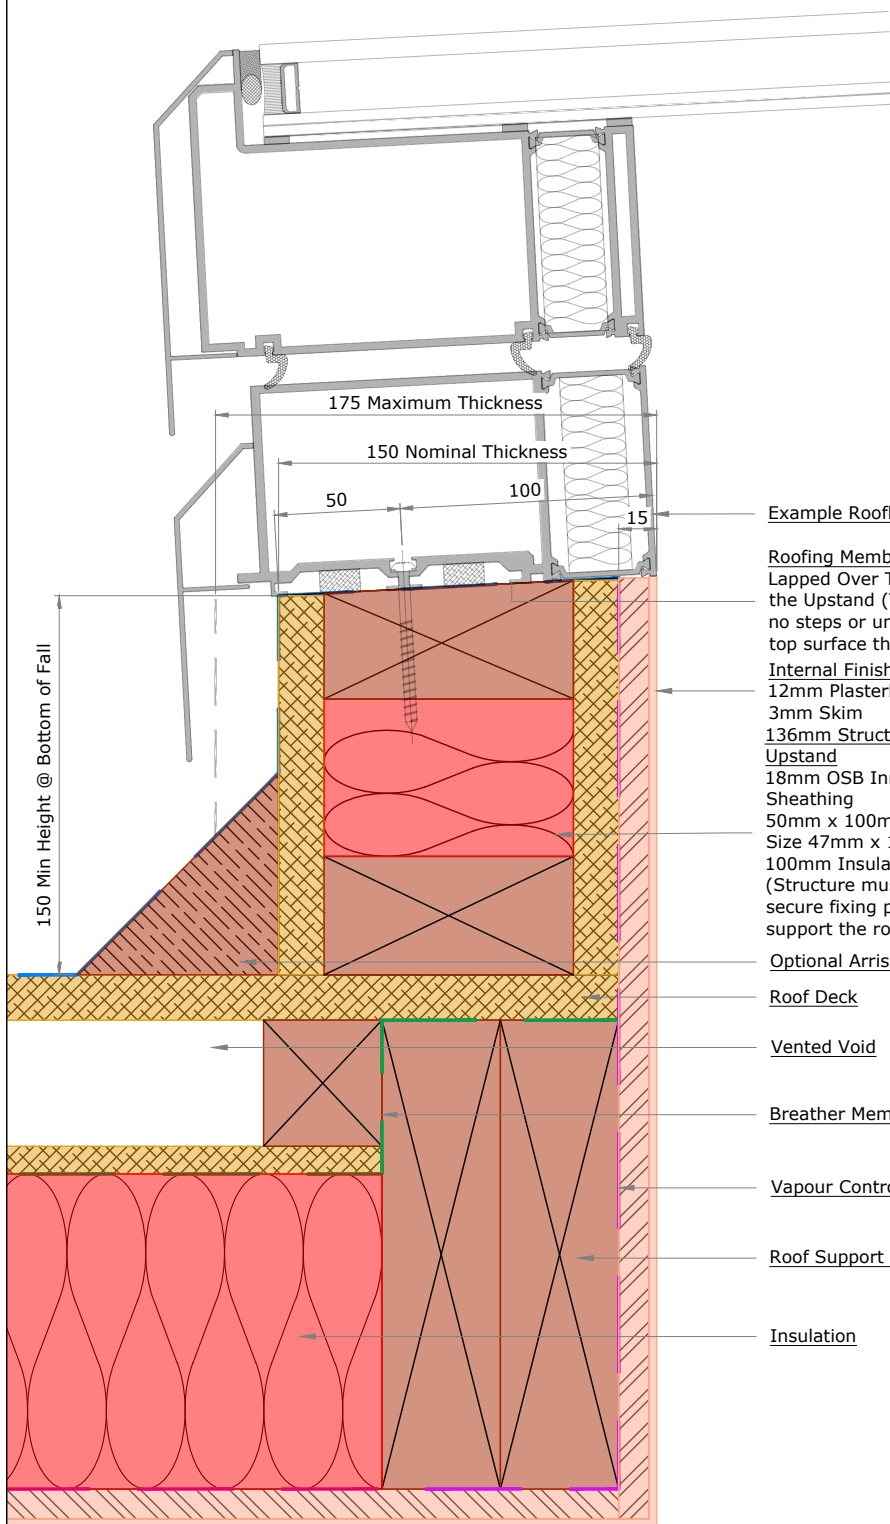 175 Maximum Thickness
150 Nominal Thickness
50
100
15
150 Min Height @ Bottom of Fall
Example Roofl
Roofing Memb
Lapped Over T
the Upstand (
no steps or un
top surface th
Internal Finish
12mm Plasterb
3mm Skim
136mm Struct
Upstand
18mm OSB Inn
Sheathing
50mm x 100m
Size 47mm x
100mm Insula
(Structure mus
secure fixing p
support the ro
Optional Arris
Roof Deck
Vented Void
Breather Mem
Vapour Contro
Roof Support
Insulation